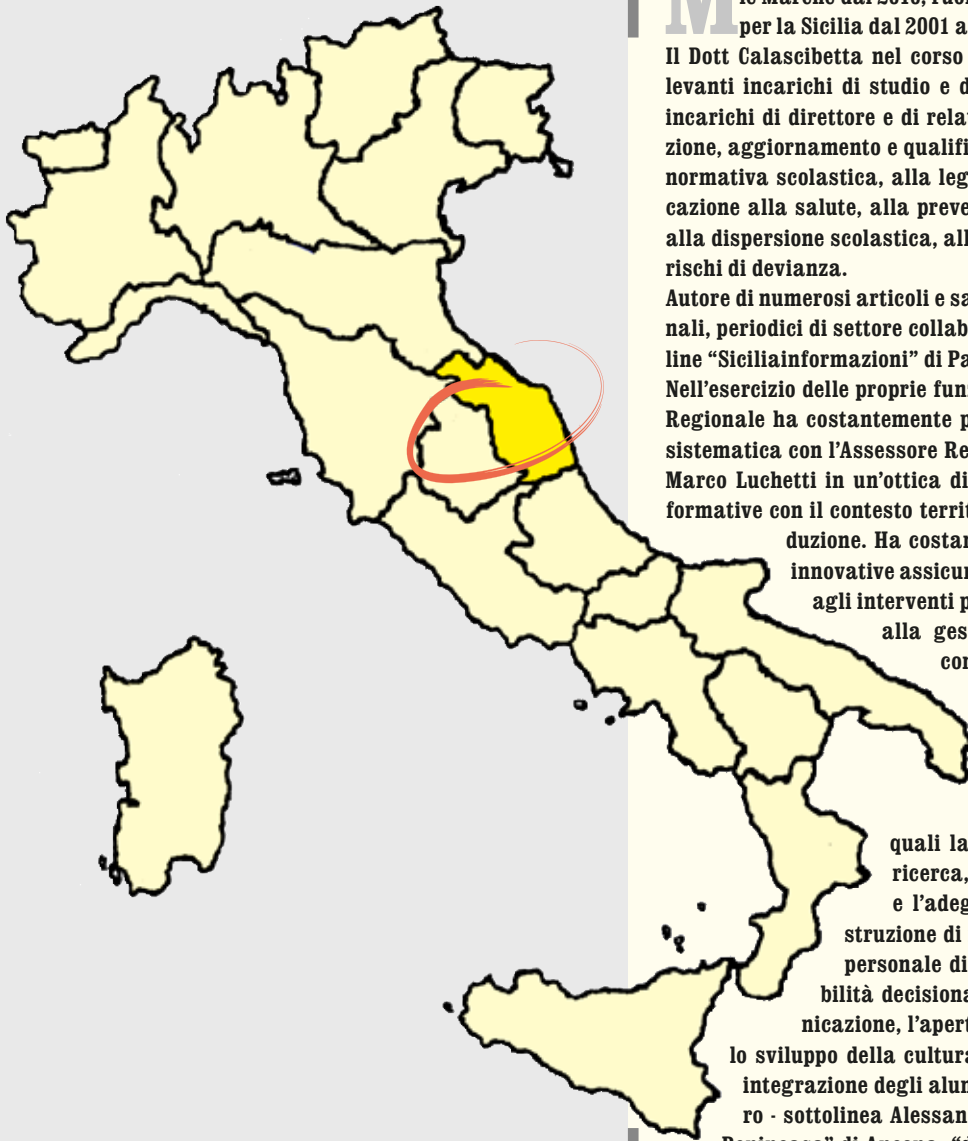 M le Marche dal 2010, ruol
per la Sicilia dal 2001 a
Il Dott Calascibetta nel corso
levanti incarichi di studio e d
incarichi di direttore e di relat
zione, aggiornamento e qualifi
normativa scolastica, alla leg
cazione alla salute, alla preve
alla dispersione scolastica, all
rischi di devianza.
Autore di numerosi articoli e sa
nali, periodici di settore collab
line “Siciliainformazioni” di Pa
Nell’esercizio delle proprie fun
Regionale ha costantemente p
sistematica con l’Assessore Re
Marco Luchetti in un’ottica di
formative con il contesto territ
duzione. Ha costan
innovative assicur
agli interventi p
alla ges
con
quali la
ricerca,
e l’adeg
struzione di
personale di
bilità decisiona
nicazione, l’apert
lo sviluppo della cultura
integrazione degli alun
ro - sottolinea Alessan